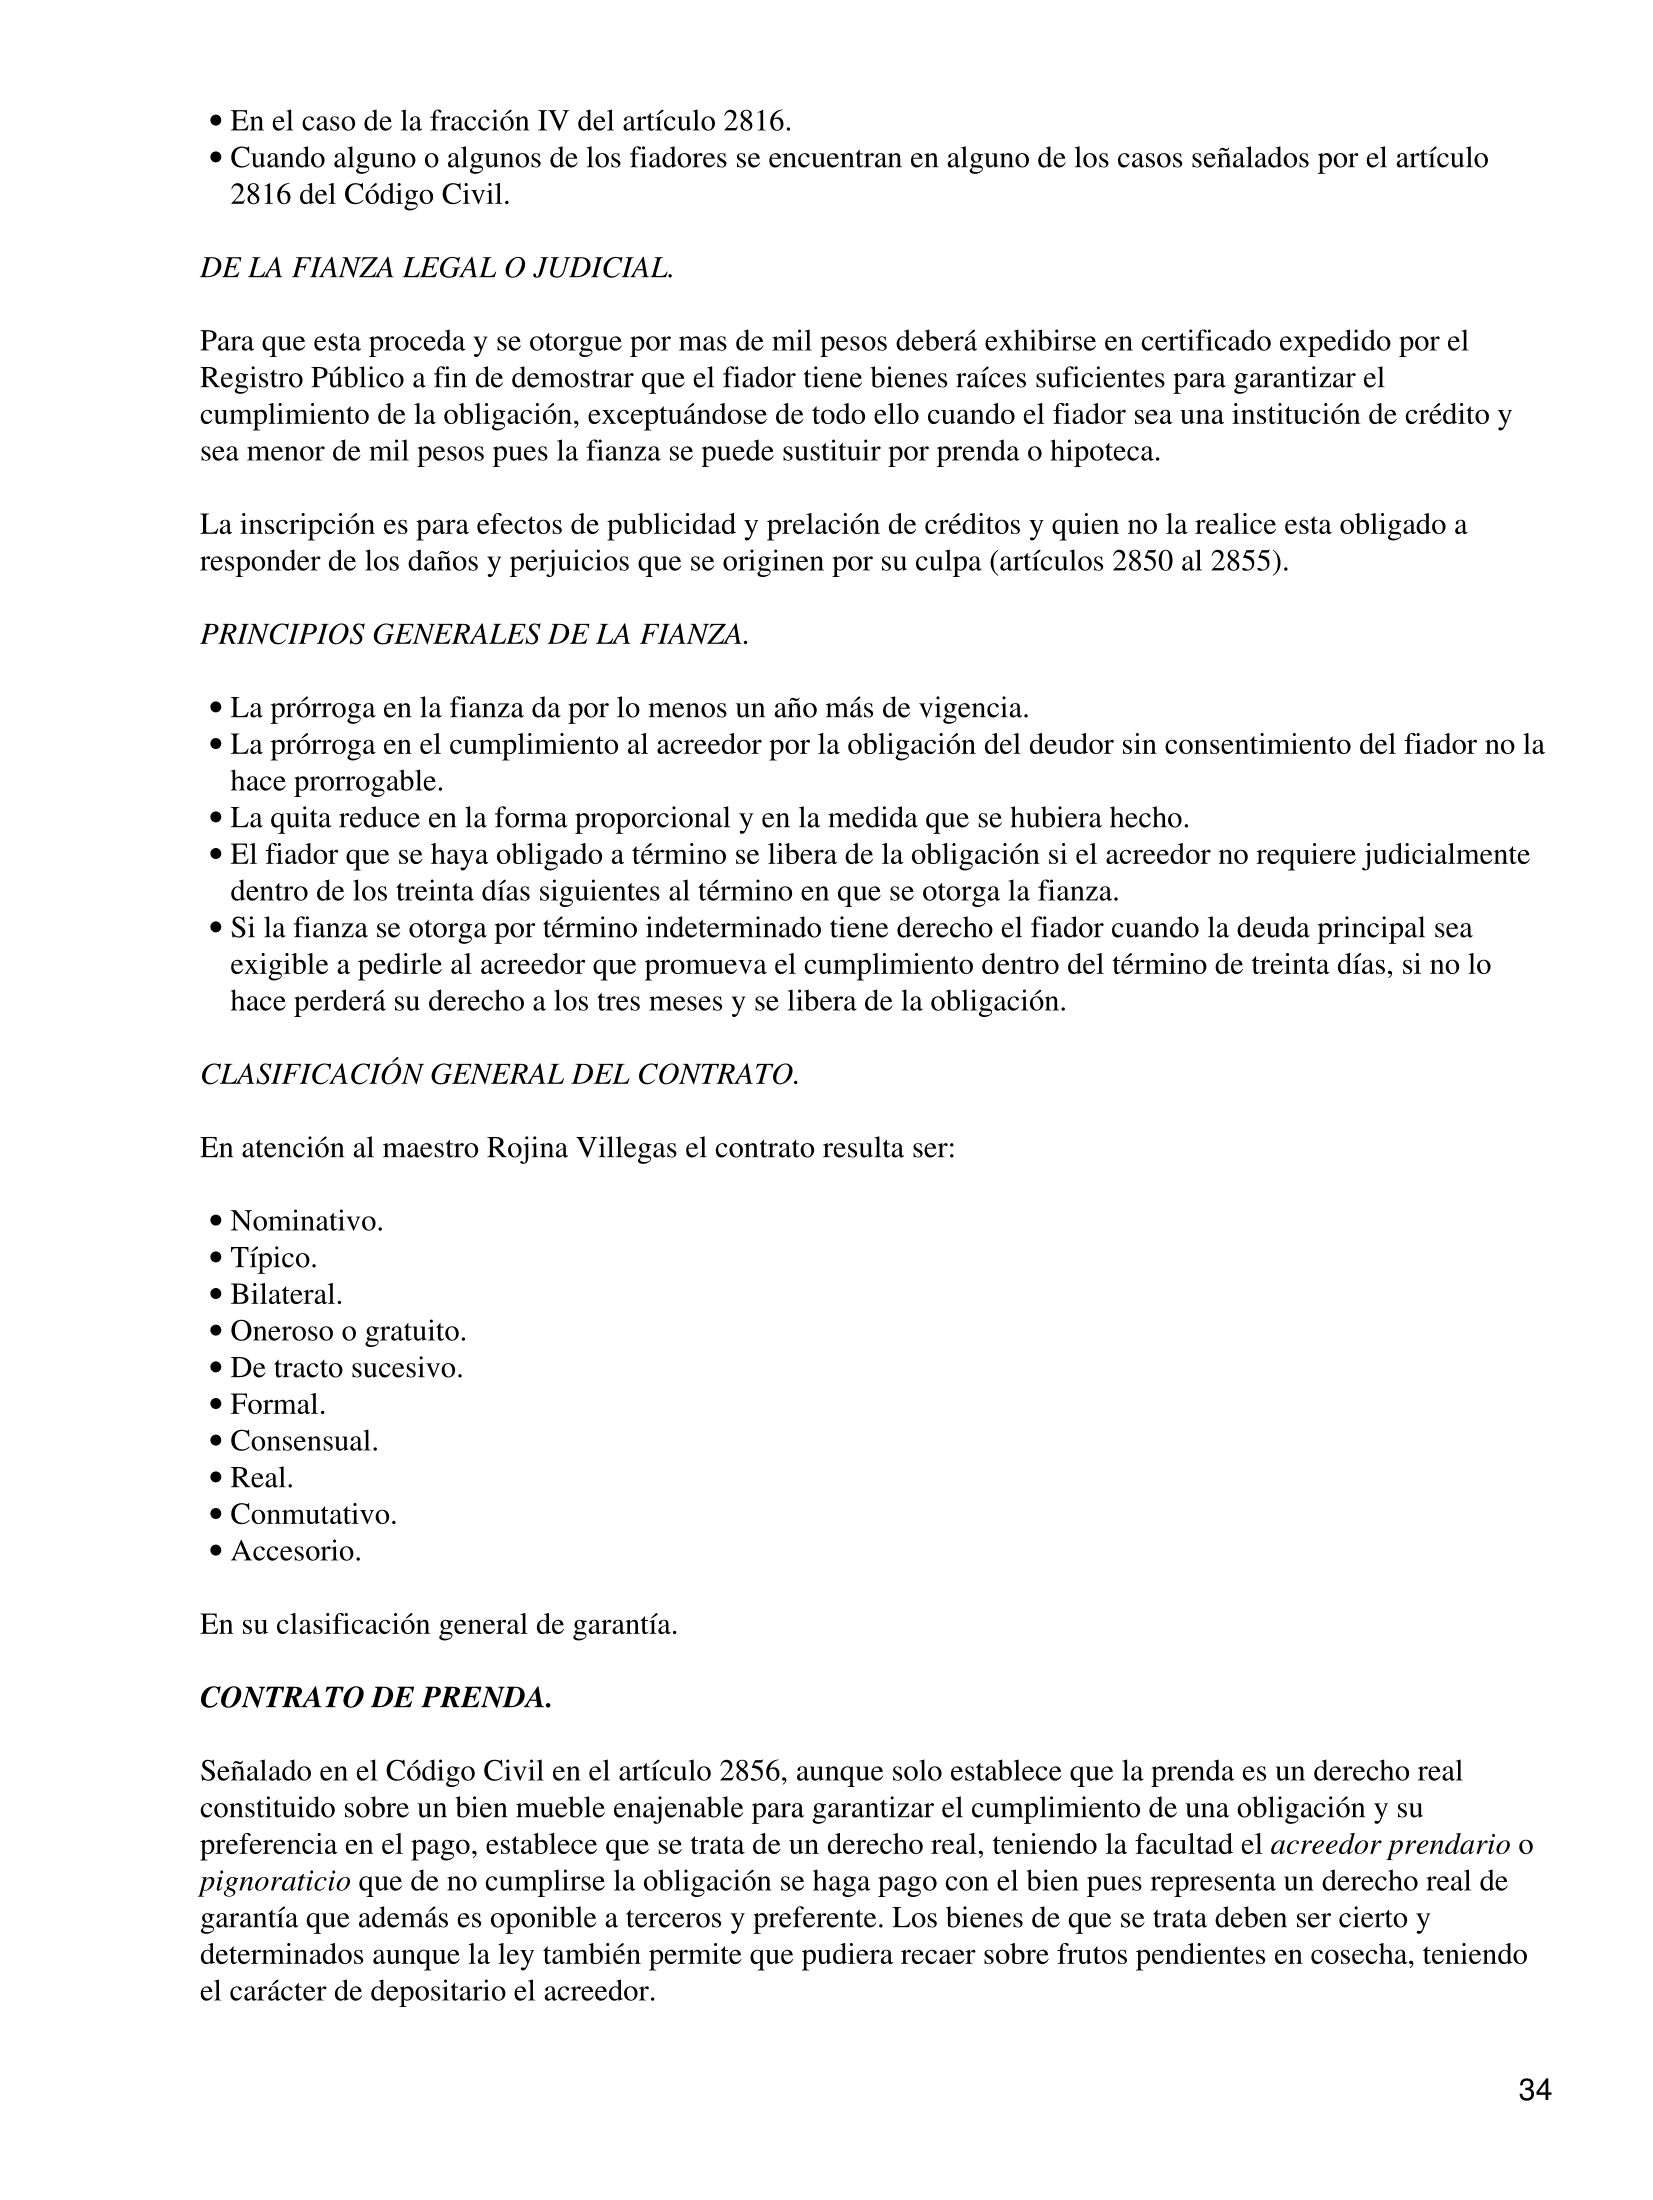 • En el caso de la fracción IV del artículo 2816.
• Cuando alguno o algunos de los fiadores se encuentran en alguno de los casos señalados por el artículo
2816 del Código Civil.
DE LA FIANZA LEGAL O JUDICIAL.
Para que esta proceda y se otorgue por mas de mil pesos deberá exhibirse en certificado expedido por el
Registro Público a fin de demostrar que el fiador tiene bienes raíces suficientes para garantizar el
cumplimiento de la obligación, exceptuándose de todo ello cuando el fiador sea una institución de crédito y
sea menor de mil pesos pues la fianza se puede sustituir por prenda o hipoteca.
La inscripción es para efectos de publicidad y prelación de créditos y quien no la realice esta obligado a
responder de los daños y perjuicios que se originen por su culpa (artículos 2850 al 2855).
PRINCIPIOS GENERALES DE LA FIANZA.
• La prórroga en la fianza da por lo menos un año más de vigencia.
• La prórroga en el cumplimiento al acreedor por la obligación del deudor sin consentimiento del fiador no la
hace prorrogable.
• La quita reduce en la forma proporcional y en la medida que se hubiera hecho.
• El fiador que se haya obligado a término se libera de la obligación si el acreedor no requiere judicialmente
dentro de los treinta días siguientes al término en que se otorga la fianza.
• Si la fianza se otorga por término indeterminado tiene derecho el fiador cuando la deuda principal sea
exigible a pedirle al acreedor que promueva el cumplimiento dentro del término de treinta días, si no lo
hace perderá su derecho a los tres meses y se libera de la obligación.
CLASIFICACIÓN GENERAL DEL CONTRATO.
En atención al maestro Rojina Villegas el contrato resulta ser:
• Nominativo.
• Típico.
• Bilateral.
• Oneroso o gratuito.
• De tracto sucesivo.
• Formal.
• Consensual.
• Real.
• Conmutativo.
• Accesorio.
En su clasificación general de garantía.
CONTRATO DE PRENDA.
Señalado en el Código Civil en el artículo 2856, aunque solo establece que la prenda es un derecho real
constituido sobre un bien mueble enajenable para garantizar el cumplimiento de una obligación y su
preferencia en el pago, establece que se trata de un derecho real, teniendo la facultad el acreedor prendario o
pignoraticio que de no cumplirse la obligación se haga pago con el bien pues representa un derecho real de
garantía que además es oponible a terceros y preferente. Los bienes de que se trata deben ser cierto y
determinados aunque la ley también permite que pudiera recaer sobre frutos pendientes en cosecha, teniendo
el carácter de depositario el acreedor.
34